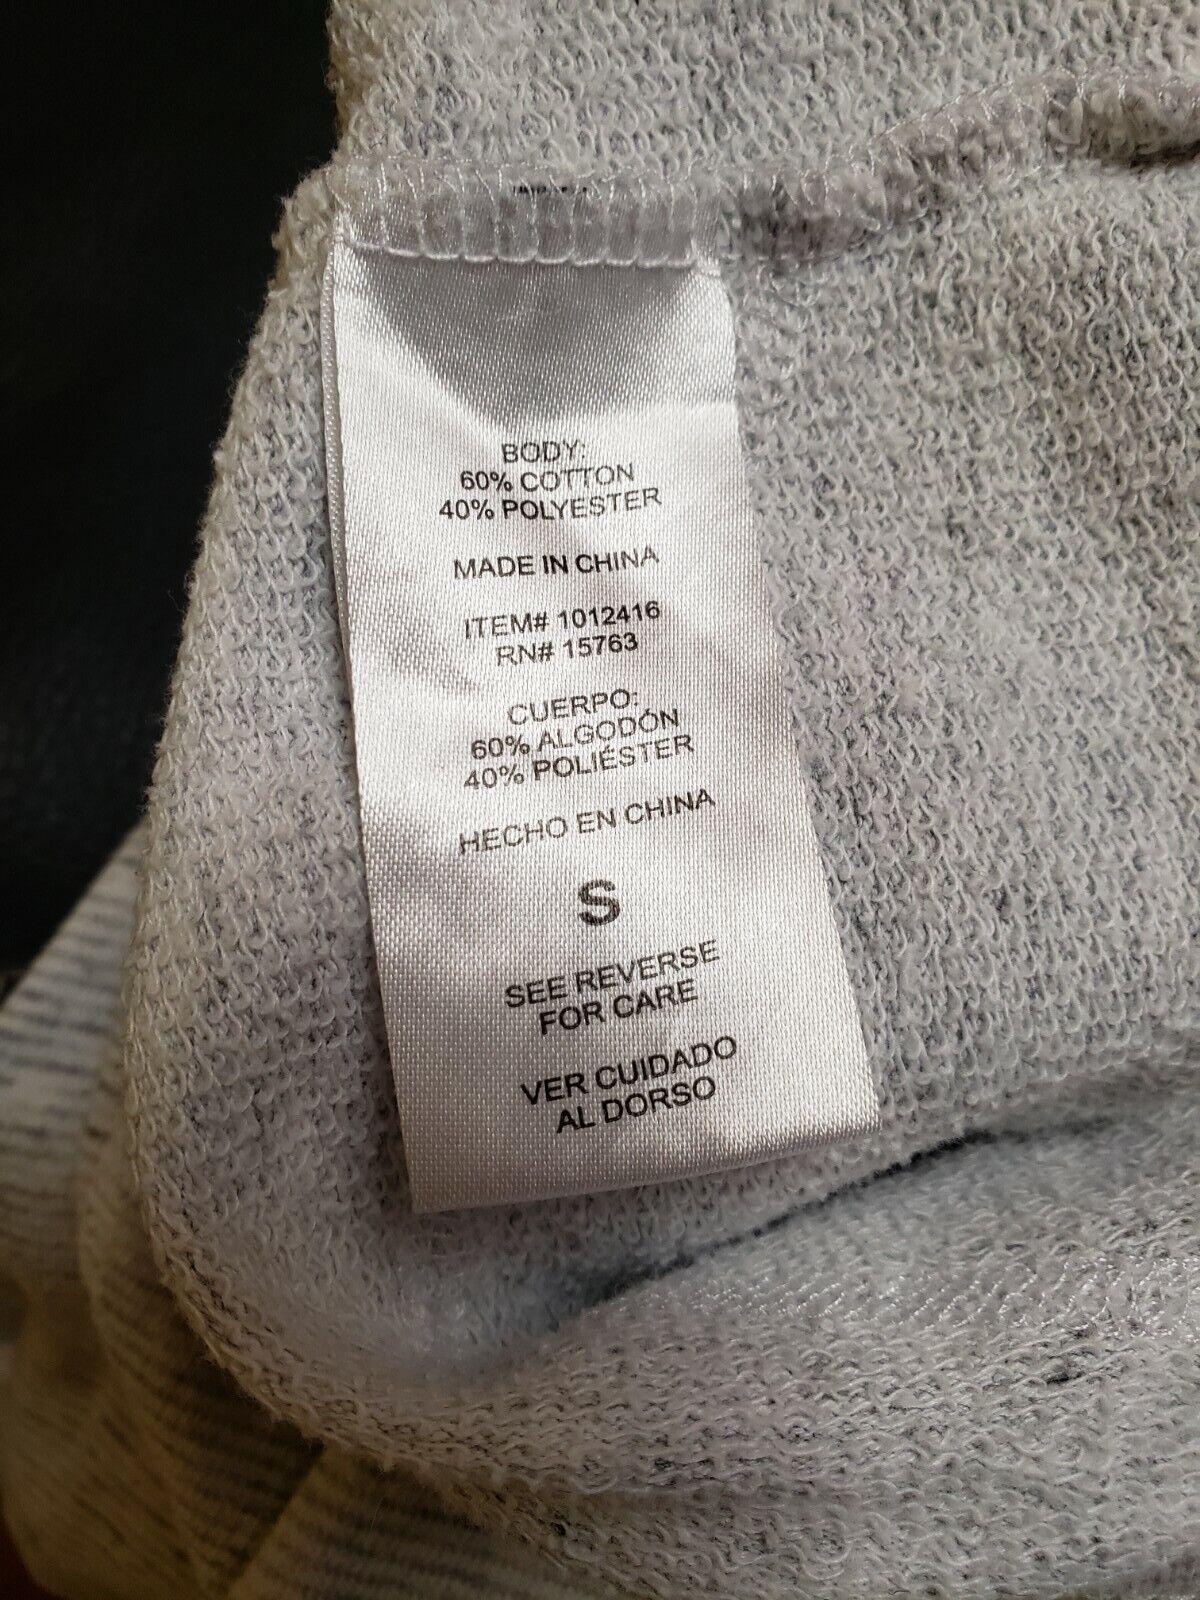 BODY:
60% COTTON
40% POLYESTER
MADE IN CHINA
ITEM# 1012416
RN# 15763
CUERPO:
60% ALGODÓN
40% POLIÉSTER
HECHO EN CHINA
S
SEE REVERSE
FOR CARE
VER CUIDADO
AL DORSO